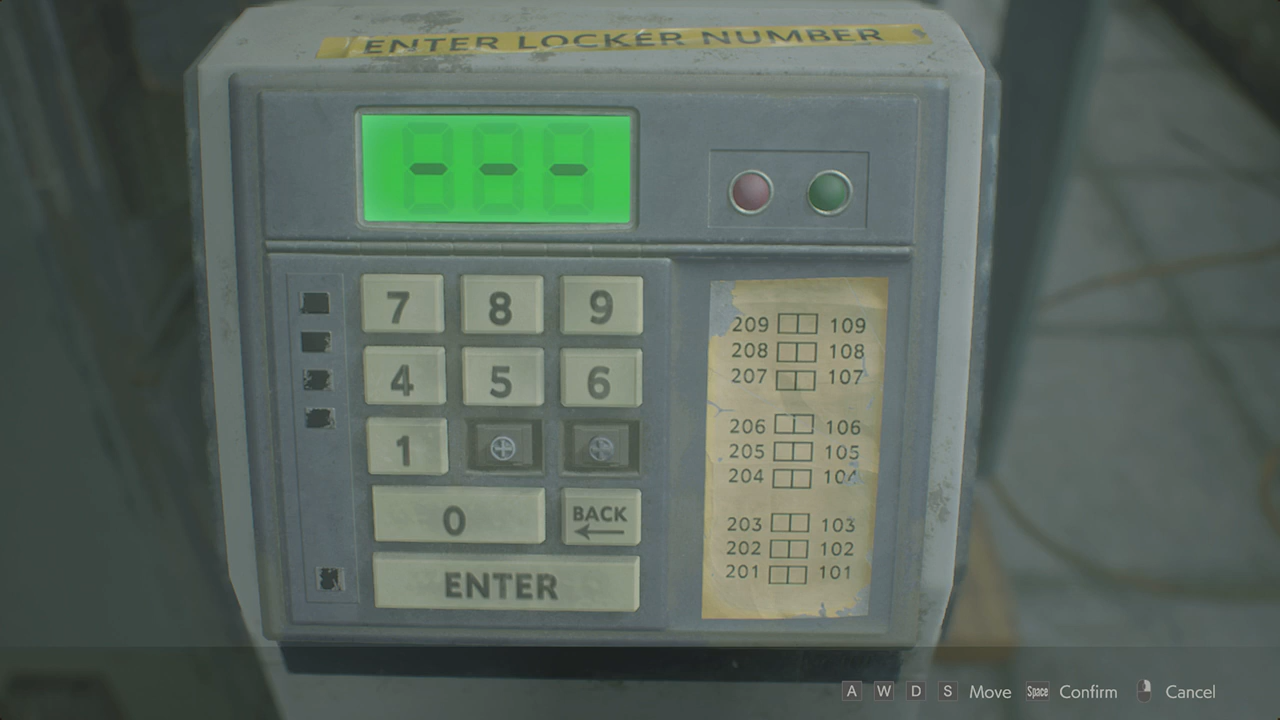 ENTER LOCKER NUMBER
- - -
7 8 9
4 5 6
1
0 BACK
ENTER
209 109
208 108
207 107
206 106
205 105
204 104
203 103
202 102
201 101
A W D S Move Space Confirm Cancel